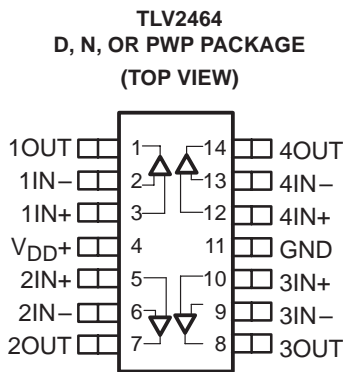 TLV2464
D, N, OR PWP PACKAGE
(TOP VIEW)
1OUT 1 14 4OUT
1IN− 2 13 4IN−
1IN+ 3 12 4IN+
VDD+ 4 11 GND
2IN+ 5 10 3IN+
2IN− 6 9 3IN−
2OUT 7 8 3OUT